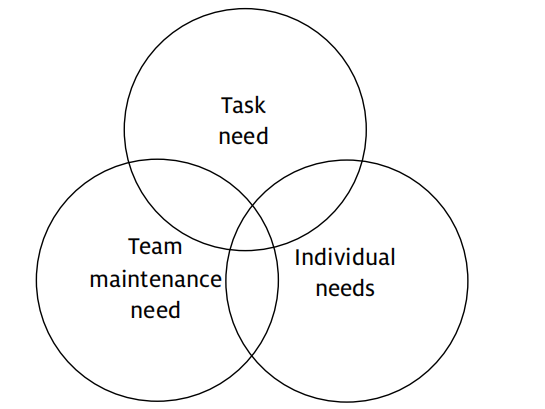 Task
need
Team
maintenance
need
Individual
needs